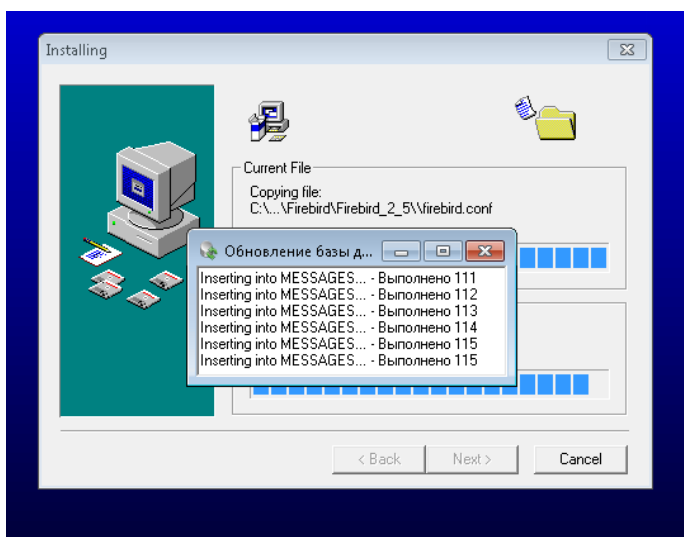 Installing
Current File
Copying file:
C:\...\Firebird\Firebird_2_5\\firebird.conf
Обновление базы д...
Inserting into MESSAGES... - Выполнено 111
Inserting into MESSAGES... - Выполнено 112
Inserting into MESSAGES... - Выполнено 113
Inserting into MESSAGES... - Выполнено 114
Inserting into MESSAGES... - Выполнено 115
Inserting into MESSAGES... - Выполнено 115
< Back
Next >
Cancel